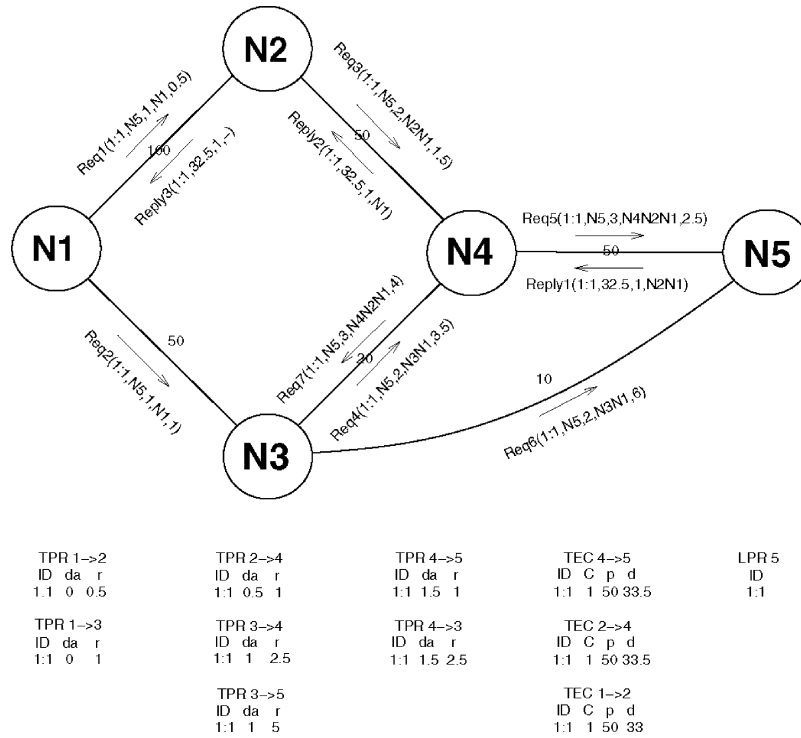 N2
Req1(1:1,N5,1,N1,0.5)
Req3(1:1,N5,2,N2N1,1.5)
100
50
Reply3(1:1,32.5,1,-)
Reply2(1:1,32.5,1,N1)
N1
N4
N5
Req5(1:1,N5,3,N4N2N1,2.5)
50
Reply1(1:1,32.5,1,N2N1)
50
Req2(1:1,N5,1,N1,1)
Req7(1:1,N5,3,N4N2N1,4)
20
Req4(1:1,N5,2,N3N1,3.5)
10
Req6(1:1,N5,2,N3N1,6)
N3
TPR 1->2
ID da r
1:1 0 0.5
TPR 1->3
ID da r
1:1 0 1
TPR 2->4
ID da r
1:1 0.5 1
TPR 3->4
ID da r
1:1 1 2.5
TPR 3->5
ID da r
1:1 1 5
TPR 4->5
ID da r
1:1 1.5 1
TPR 4->3
ID da r
1:1 1.5 2.5
TEC 4->5
ID C p d
1:1 1 50 33.5
TEC 2->4
ID C p d
1:1 1 50 33.5
TEC 1->2
ID C p d
1:1 1 50 33
LPR 5
ID
1:1